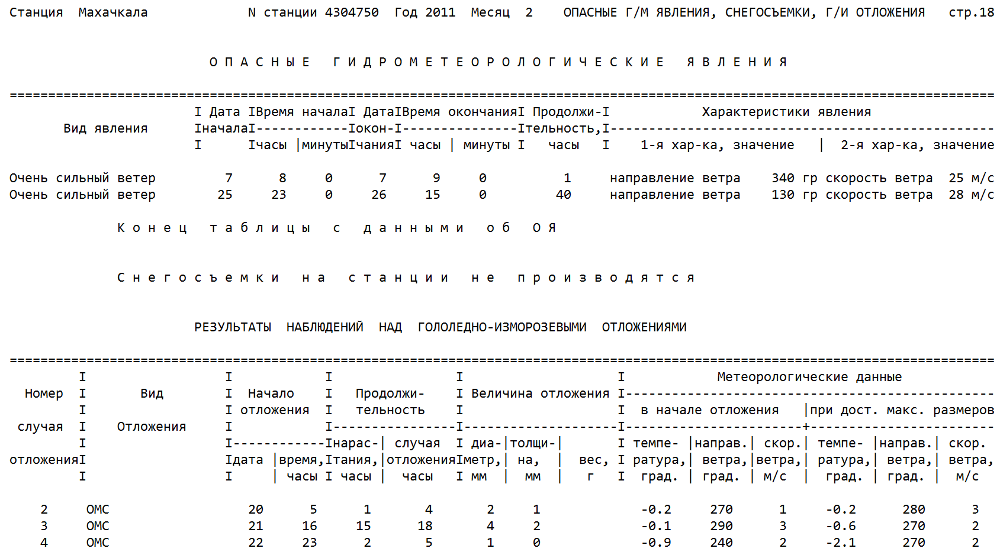 Станция  Махачкала             N станции 4304750  Год 2011  Месяц  2    ОПАСНЫЕ Г/М ЯВЛЕНИЯ, СНЕГОСЪЕМКИ, Г/И ОТЛОЖЕНИЯ   стр.18
О П А С Н Ы Е   Г И Д Р О М Е Т Е О Р О Л О Г И Ч Е С К И Е   Я В Л Е Н И Я
================================================================================================================================
                        I Дата IВремя началаI ДатаIВремя окончанияI Продолжи-I            Характеристики явления
       Вид явления      IначалаI------------Iокон-I---------------Iтельность,I--------------------------------------------------
                        I      Iчасы |минутыIчанияI часы | минуты I   часы   I    1-я хар-ка, значение   |  2-я хар-ка, значение
Очень сильный ветер         7      8     0      7      9     0          1     направление ветра    340 гр скорость ветра  25 м/с
Очень сильный ветер        25     23     0     26     15     0         40     направление ветра    130 гр скорость ветра  28 м/с
К о н е ц   т а б л и ц ы   с   д а н н ы м и   о б   О Я
С н е г о с ъ е м к и   н а   с т а н ц и и   н е   п р о и з в о д я т с я
РЕЗУЛЬТАТЫ  НАБЛЮДЕНИЙ  НАД  ГОЛОЛЕДНО-ИЗМОРОЗЕВЫМИ  ОТЛОЖЕНИЯМИ
================================================================================================================================
         I                  I            I                I                    I            Метеорологические данные
  Номер  I       Вид        I  Начало    I   Продолжи-    I Величина отложения I------------------------------------------------
         I                  I отложения  I   тельность    I                    I  в начале отложения   |при дост. макс. размеров
 случая  I    Отложения     I            I----------------I--------------------I-----------------------+------------------------
         I                  I------------Iнарас-| случая  I диа-|толщи-|       I темпе- |направ.| скор.| темпе- |направ.| скор.
отложенияI                  Iдата |время,Iтания,|отложенияIметр,| на,  |  вес, I ратура,| ветра,|ветра,| ратура,| ветра,| ветра,
         I                  I     | часы I часы |  часы   I мм  |  мм  |   г   I  град. | град. | м/с  |  град. | град. |  м/с
    2     ОМС                  20      5      1       4       2     1             -0.2     270      1     -0.2      280      3
    3     ОМС                  21     16     15      18       4     2             -0.1     290      3     -0.6      270      2
    4     ОМС                  22     23      2       5       1     0             -0.9     240      2     -2.1      270      2